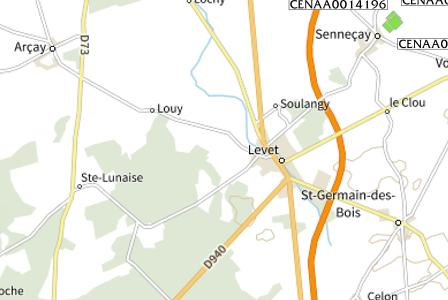 Lochy
CENAA0014196
CENAA
Senneçay
CENAA0
Arçay
D73
Vo
Soulangy
le Clou
Louy
Levet
Ste-Lunaise
St-Germain-des-
Bois
D940
oche
Celon